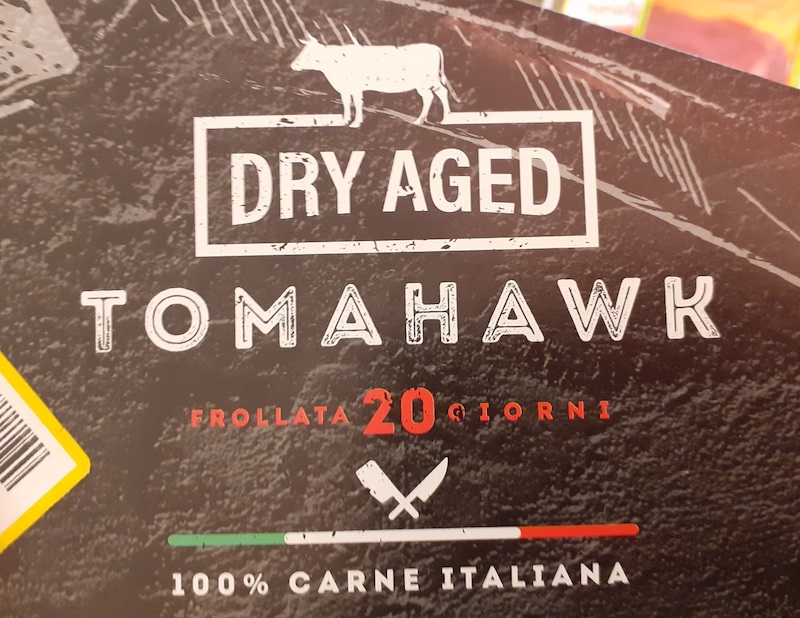 DRY AGED
TOMAHAWK
FROLLATA 20 GIORNI
100% CARNE ITALIANA